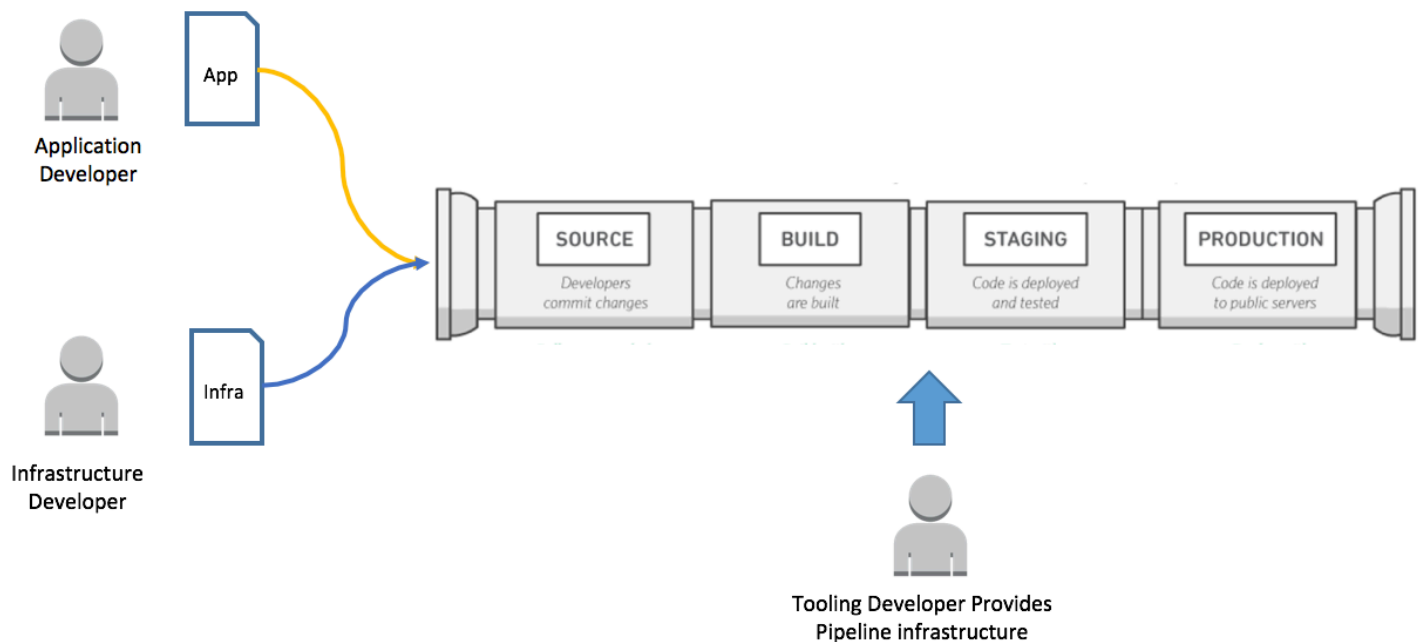 App
Application
Developer
SOURCE
Developers
commit changes
BUILD
Changes
are built
STAGING
Code is deployed
and tested
PRODUCTION
Code is deployed
to public servers
Infra
Infrastructure
Developer
Tooling Developer Provides
Pipeline infrastructure